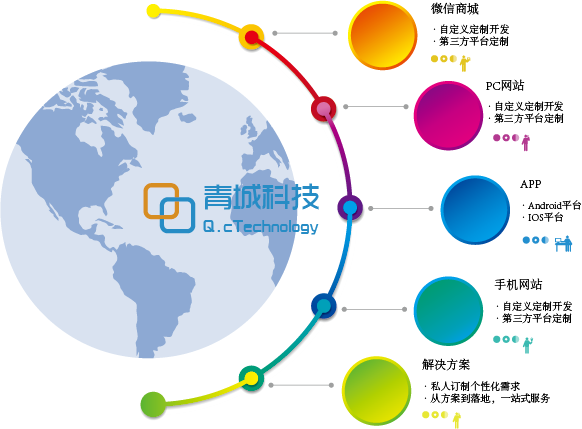 微信商城
· 自定义定制开发
· 第三方平台定制
PC网站
· 自定义定制开发
· 第三方平台定制
青城科技
Q.cTechnology
APP
· Android平台
· IOS平台
手机网站
· 自定义定制开发
· 第三方平台定制
解决方案
· 私人订制个性化需求
· 从方案到落地，一站式服务